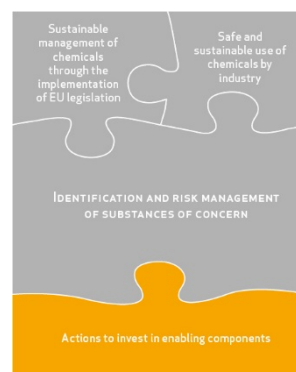 Sustainable
management of
chemicals
through the
implementation
of EU legislation
Safe and
sustainable use of
chemicals by
industry
IDENTIFICATION AND RISK MANAGEMENT
OF SUBSTANCES OF CONCERN
Actions to invest in enabling components